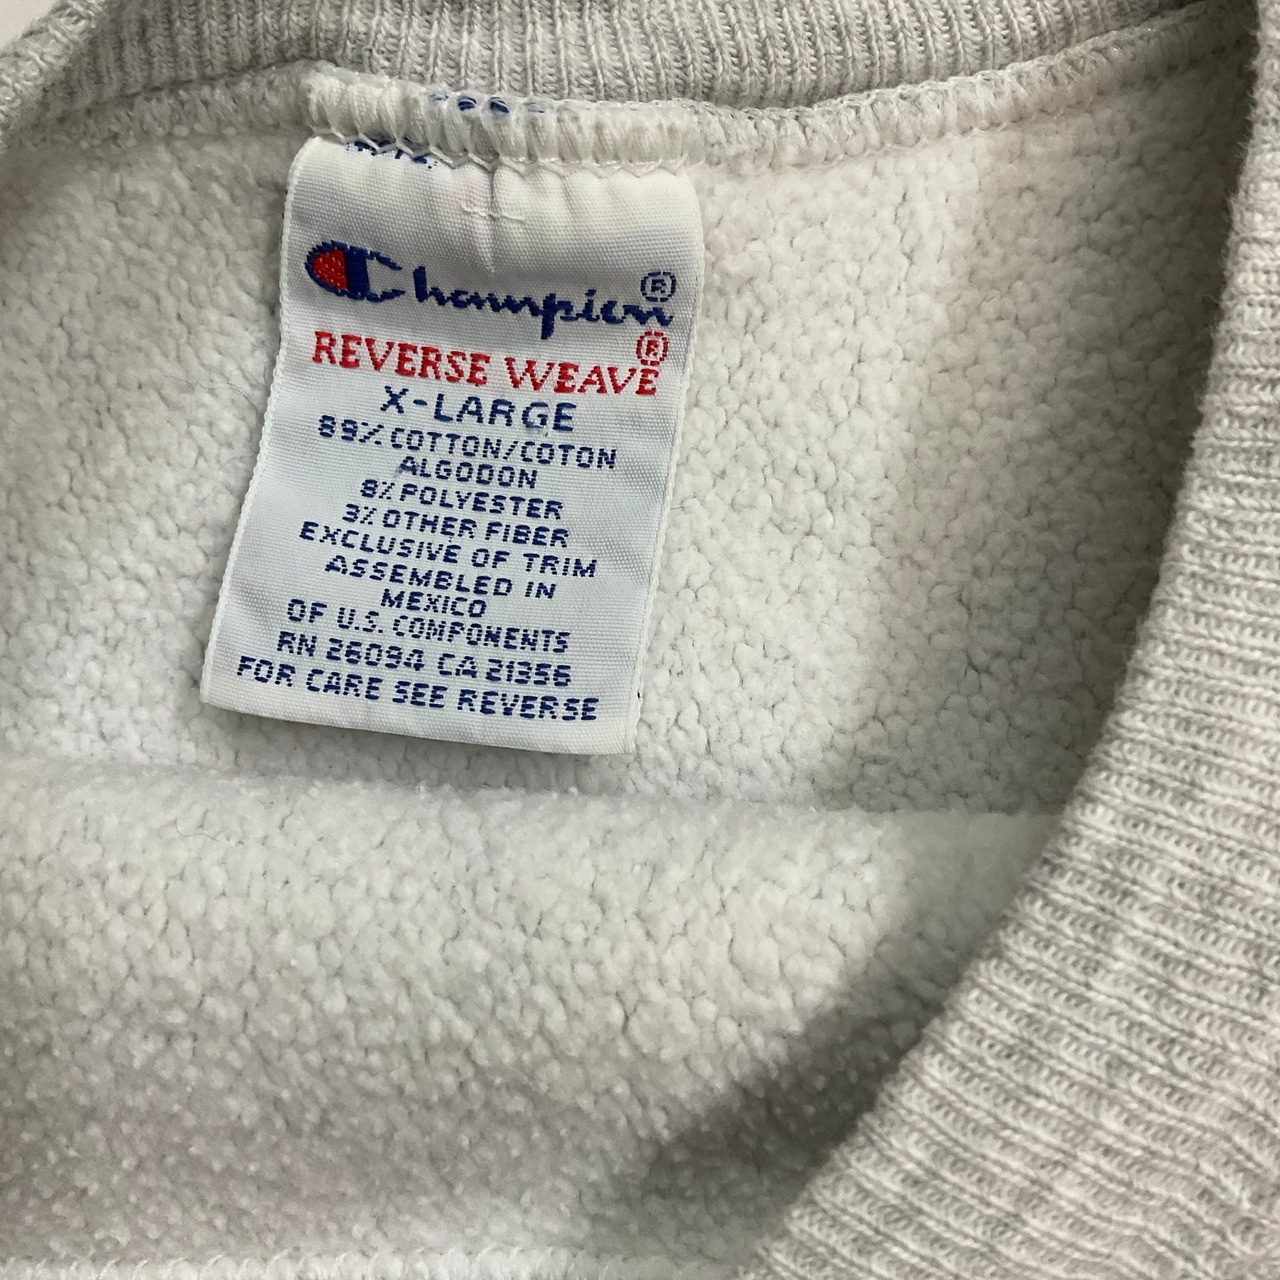 Champion®
REVERSE WEAVE®
X-LARGE
89% COTTON/COTON
ALGODON
8% POLYESTER
3% OTHER FIBER
EXCLUSIVE OF TRIM
ASSEMBLED IN
MEXICO
OF U.S. COMPONENTS
RN 26094 CA 21356
FOR CARE SEE REVERSE